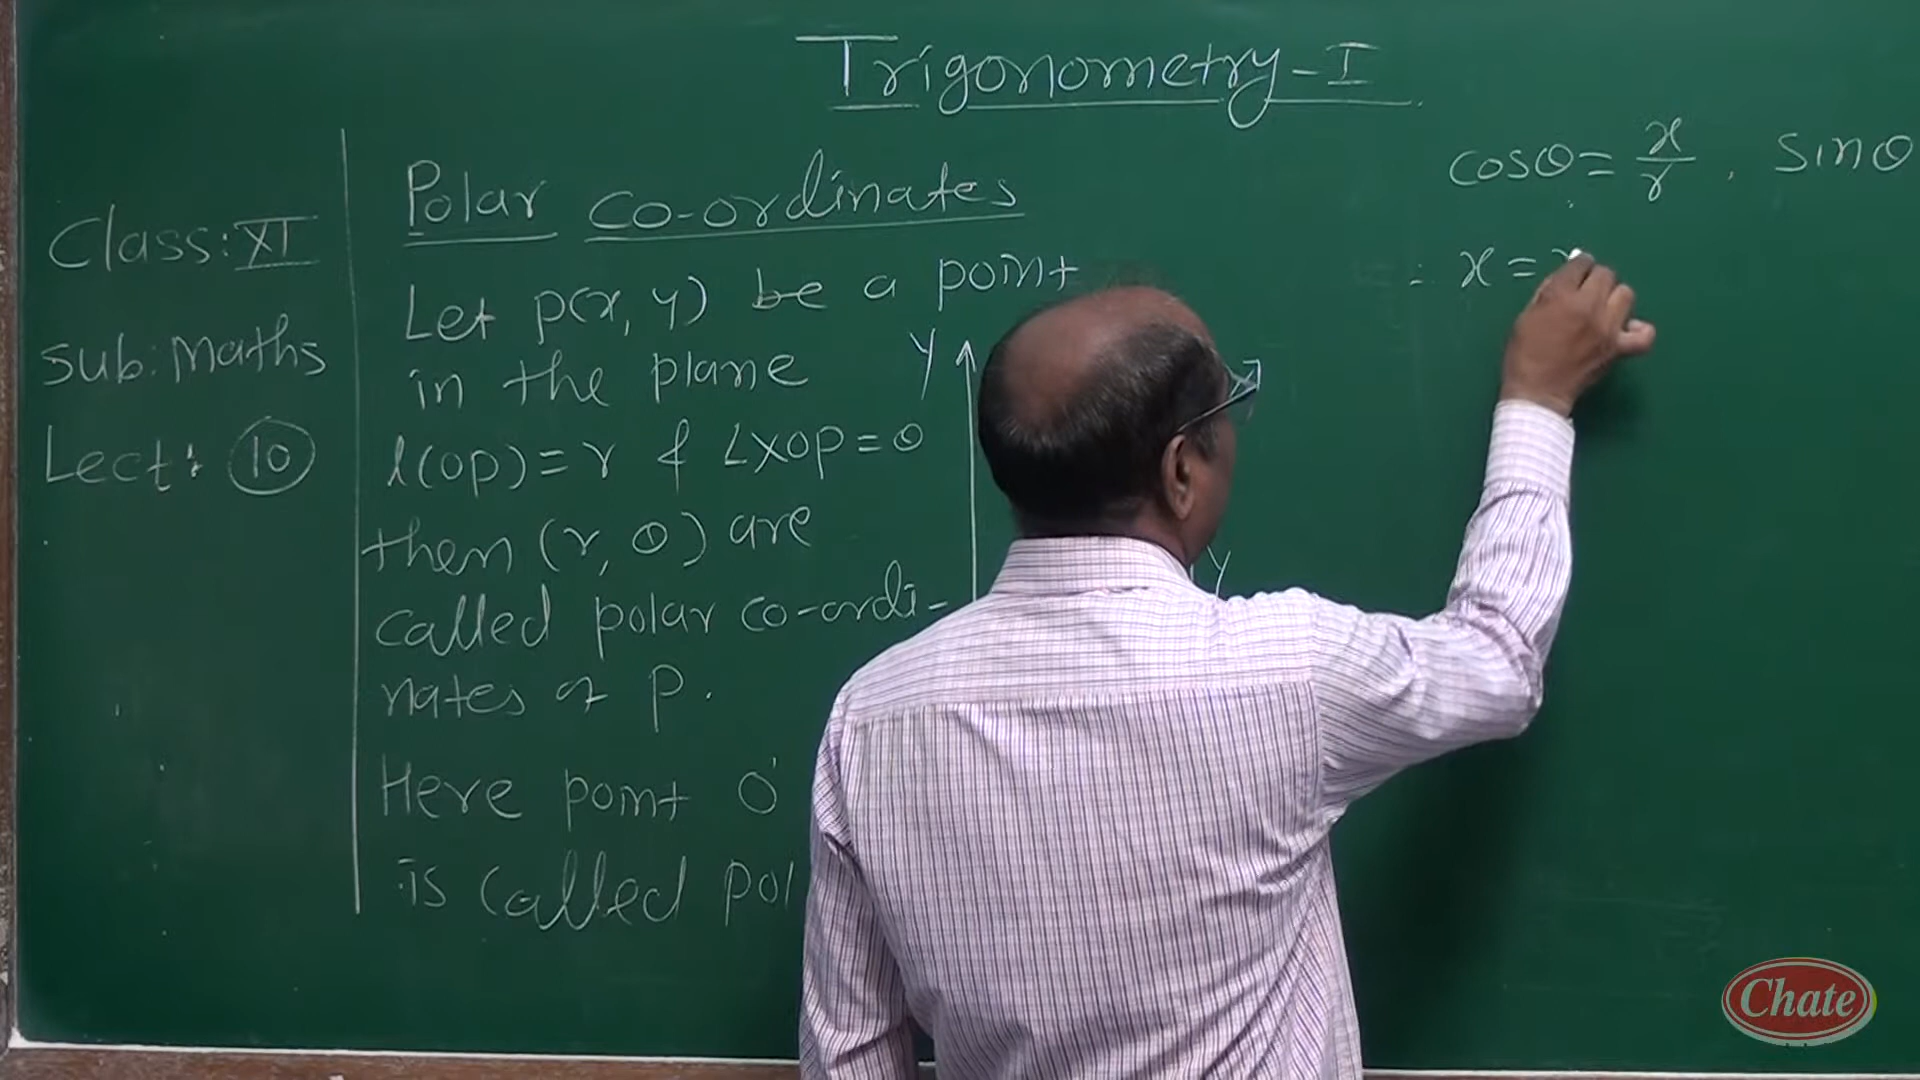 Trigonometry-I
Class: XI
Sub: Maths
Lect: 10
Polar co-ordinates
Let P(x, y) be a point
in the plane
l(OP) = r & ∠XOP = θ
then (r, θ) are
called polar co-ordi-
nates of P.
Here point 'O'
is called pol
Y
y
cosθ = x/r , sinθ
∴ x = r
Chate